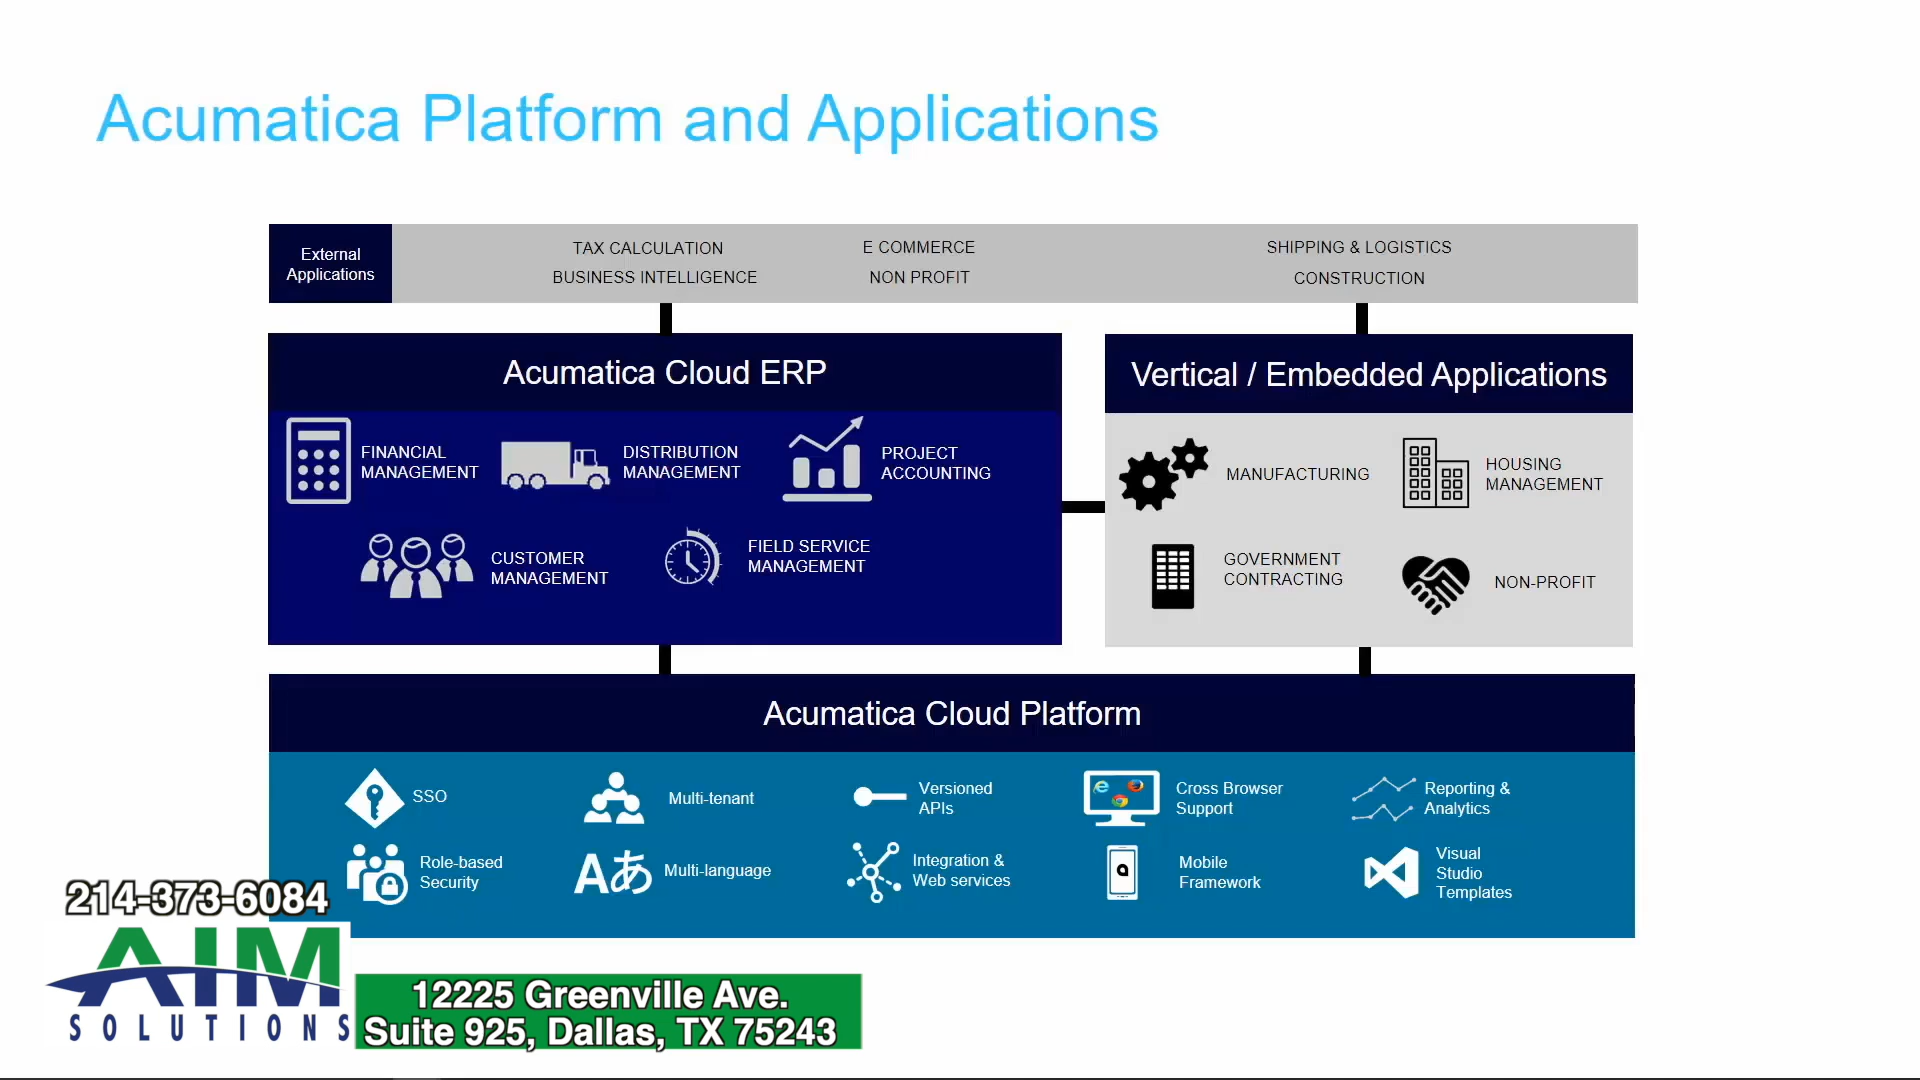 Acumatica Platform and Applications
External
Applications
TAX CALCULATION
BUSINESS INTELLIGENCE
E COMMERCE
NON PROFIT
SHIPPING & LOGISTICS
CONSTRUCTION
Acumatica Cloud ERP
FINANCIAL
MANAGEMENT
DISTRIBUTION
MANAGEMENT
PROJECT
ACCOUNTING
CUSTOMER
MANAGEMENT
FIELD SERVICE
MANAGEMENT
Vertical / Embedded Applications
MANUFACTURING
HOUSING
MANAGEMENT
GOVERNMENT
CONTRACTING
NON-PROFIT
Acumatica Cloud Platform
SSO
Multi-tenant
Versioned
APIs
Cross Browser
Support
Reporting &
Analytics
Role-based
Security
Aあ
Multi-language
Integration &
Web services
a
Mobile
Framework
Visual
Studio
Templates
214-373-6084
AIM
SOLUTIONS
12225 Greenville Ave.
Suite 925, Dallas, TX 75243